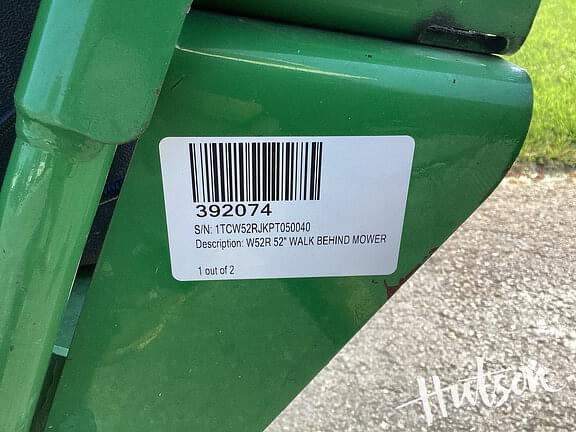 392074
S/N: 1TCW52RJKPT050040
Description: W52R 52" WALK BEHIND MOWER
1 out of 2
Hutson